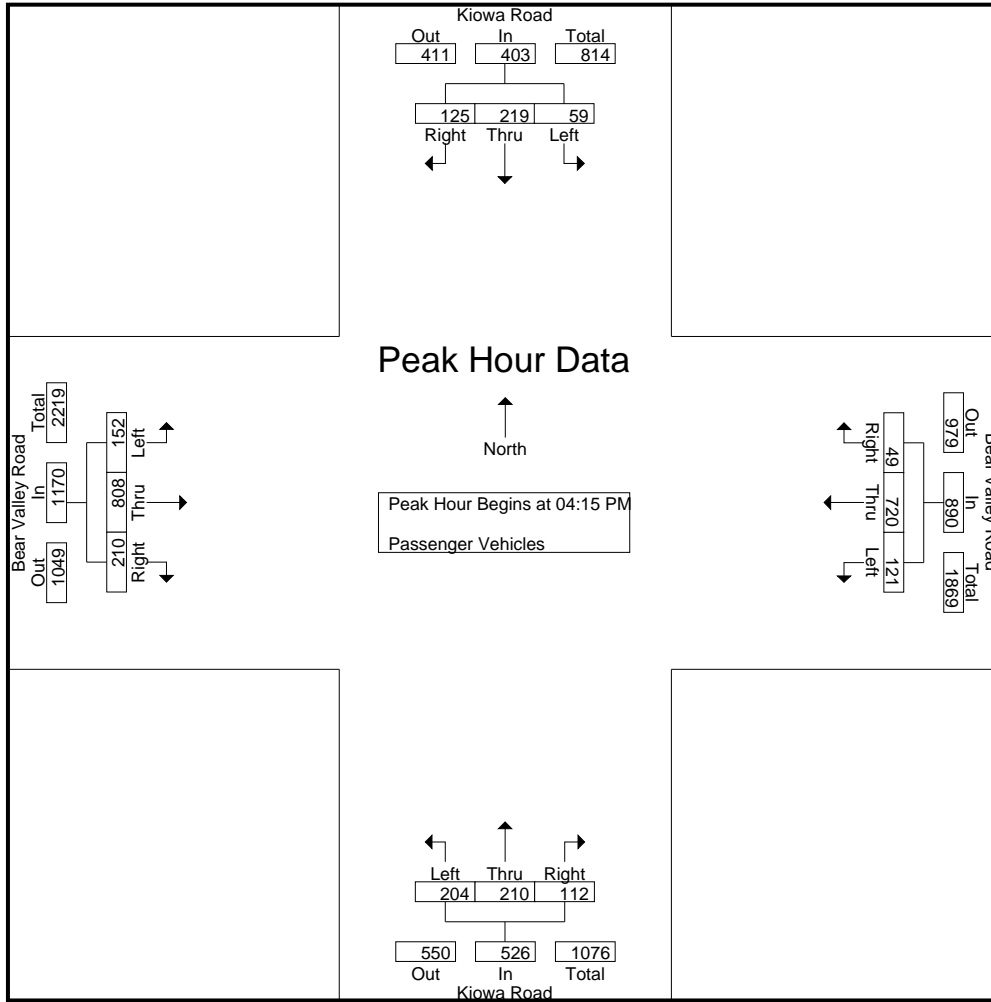 Kiowa Road
Out In Total
411 403 814
125 219 59
Right Thru Left
Peak Hour Data
North
Peak Hour Begins at 04:15 PM
Passenger Vehicles
Bear Valley Road
Out In Total
1049 1170 2219
Right Thru Left
210 808 152
Bear Valley Road
Out In Total
979 890 1869
Right Thru Left
49 720 121
Left Thru Right
204 210 112
550 526 1076
Out In Total
Kiowa Road